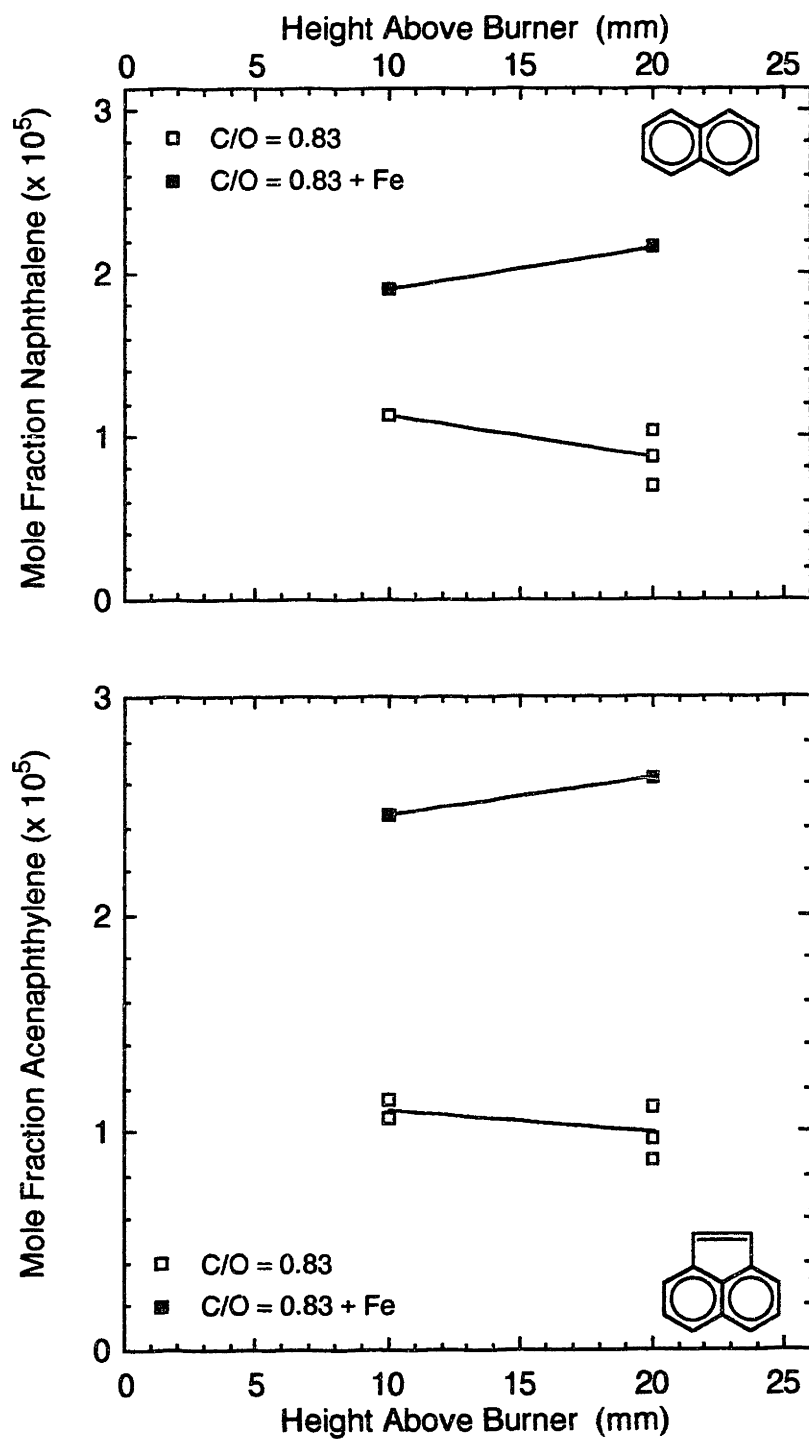 Height Above Burner (mm)
0 5 10 15 20 25
3
2
1
0
Mole Fraction Naphthalene (x 10⁵)
C/O = 0.83
C/O = 0.83 + Fe
3
2
1
0
Mole Fraction Acenaphthylene (x 10⁵)
C/O = 0.83
C/O = 0.83 + Fe
0 5 10 15 20 25
Height Above Burner (mm)